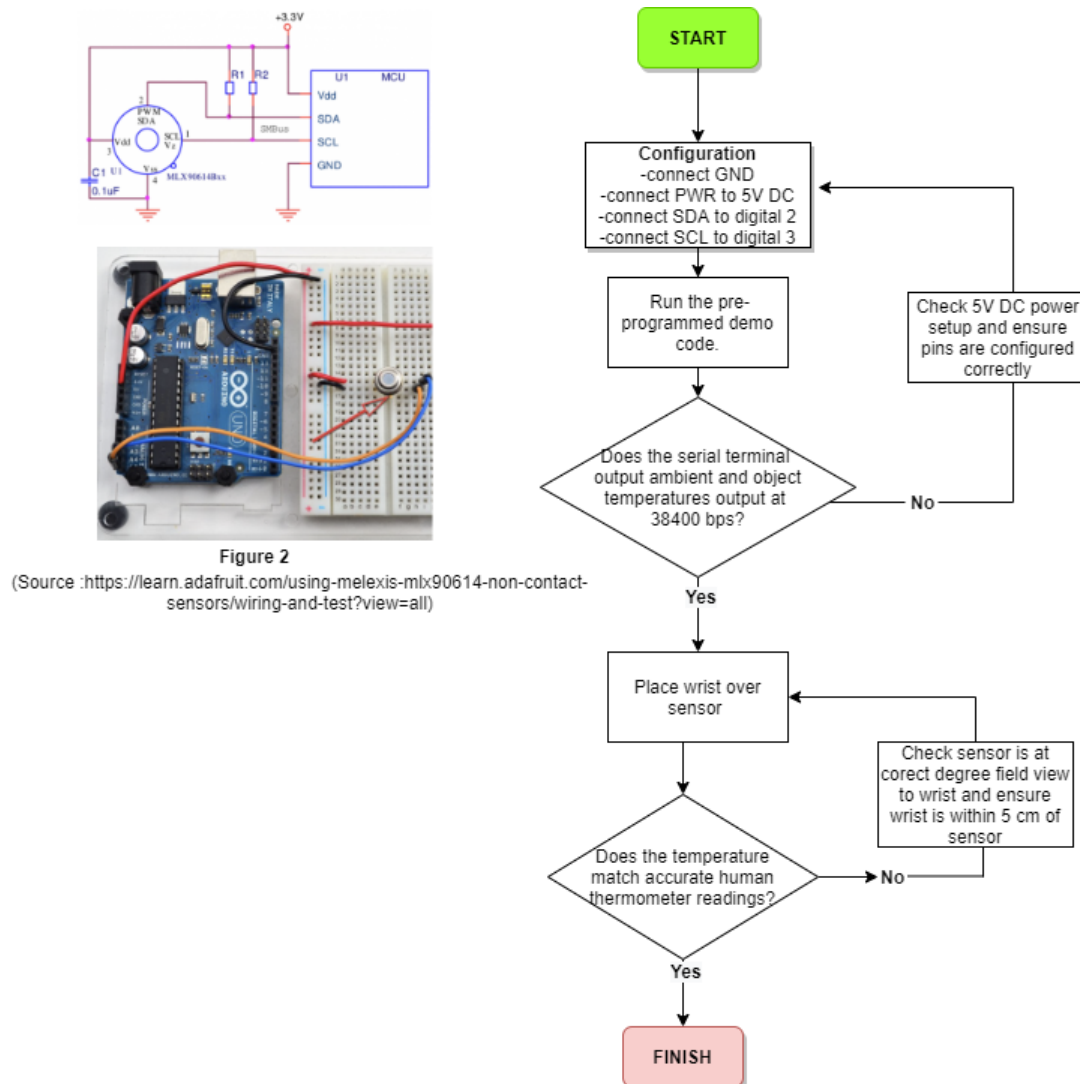 +3.3V
R1
R2
U1
MCU
Vdd
SDA
SCL
GND
SMBus
2
PWM
SDA
SCL
Vz
1
Vdd
3
Vss
4
C1
U1
0.1uF
MLX90614Bxx
ARDUINO
UNO
DIGITAL
Figure 2
(Source :https://learn.adafruit.com/using-melexis-mlx90614-non-contact-
sensors/wiring-and-test?view=all)
START
Configuration
-connect GND
-connect PWR to 5V DC
-connect SDA to digital 2
-connect SCL to digital 3
Run the pre-
programmed demo
code.
Check 5V DC power
setup and ensure
pins are configured
correctly
Does the serial terminal
output ambient and object
temperatures output at
38400 bps?
No
Yes
Place wrist over
sensor
Check sensor is at
corect degree field view
to wrist and ensure
wrist is within 5 cm of
sensor
Does the temperature
match accurate human
thermometer readings?
No
Yes
FINISH